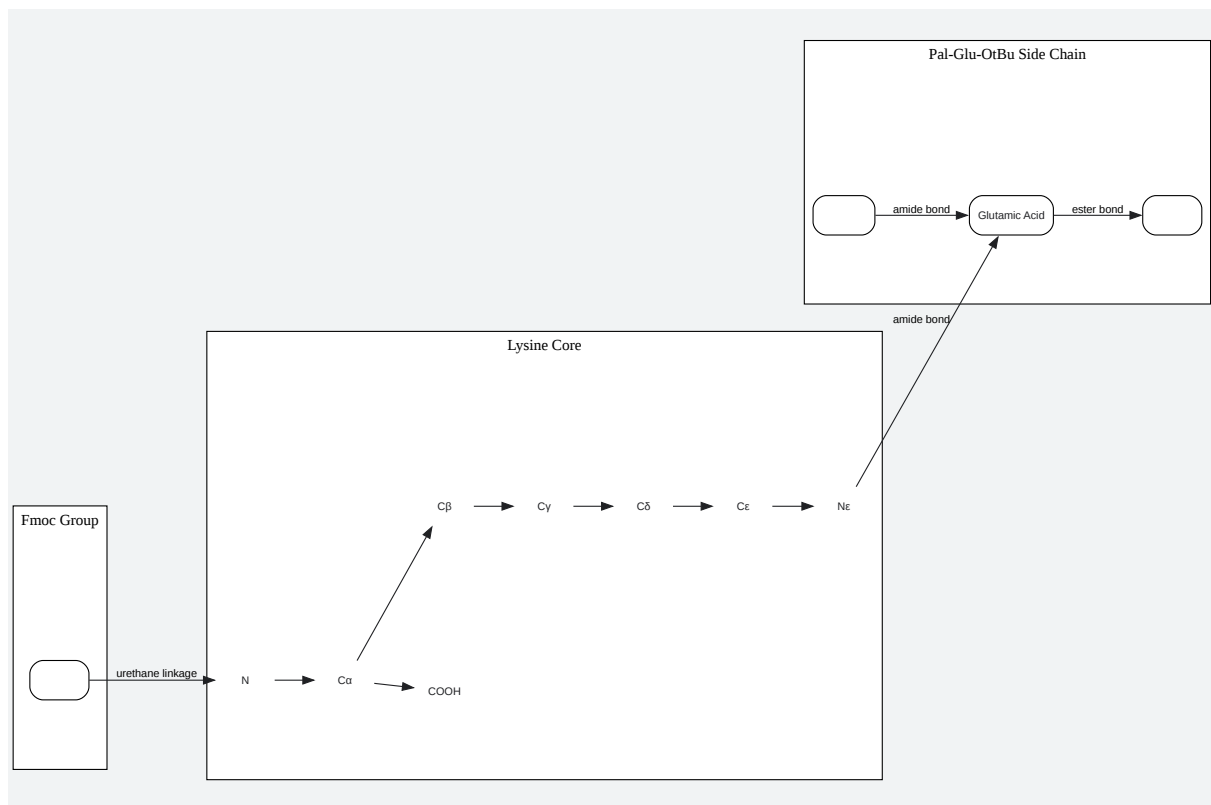 Pal-Glu-OtBu Side Chain
amide bond
Glutamic Acid
ester bond
amide bond
Lysine Core
Cβ
Cγ
Cδ
Cε
Nε
Fmoc Group
urethane linkage
N
Cα
COOH